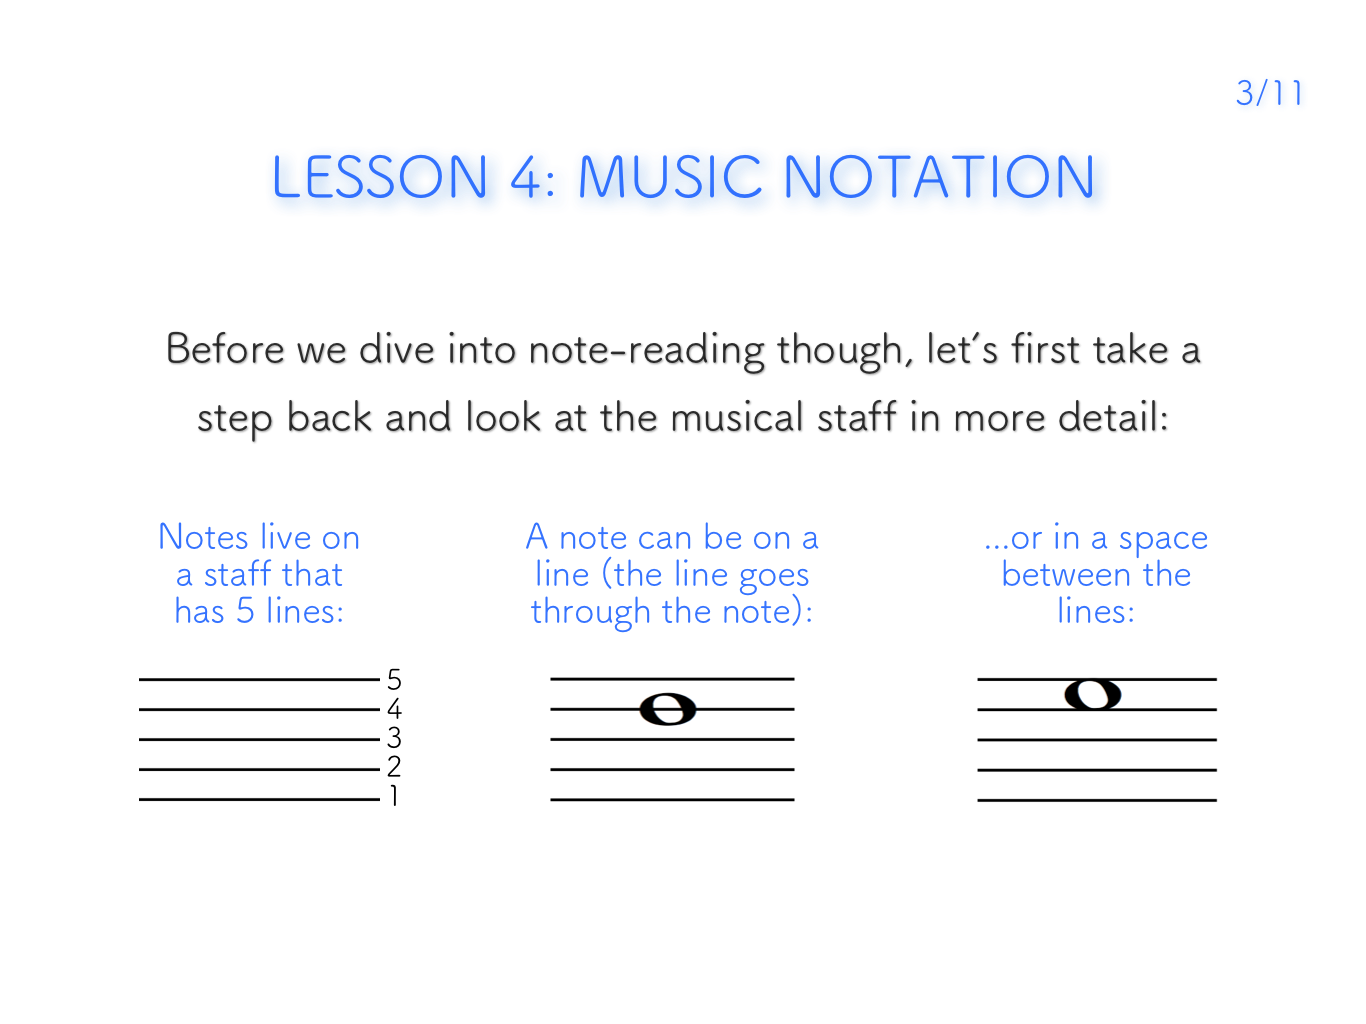 3/11
LESSON 4: MUSIC NOTATION
Before we dive into note-reading though, let's first take a
step back and look at the musical staff in more detail:
Notes live on
a staff that
has 5 lines:
5
4
3
2
1
A note can be on a
line (the line goes
through the note):
...or in a space
between the
lines: